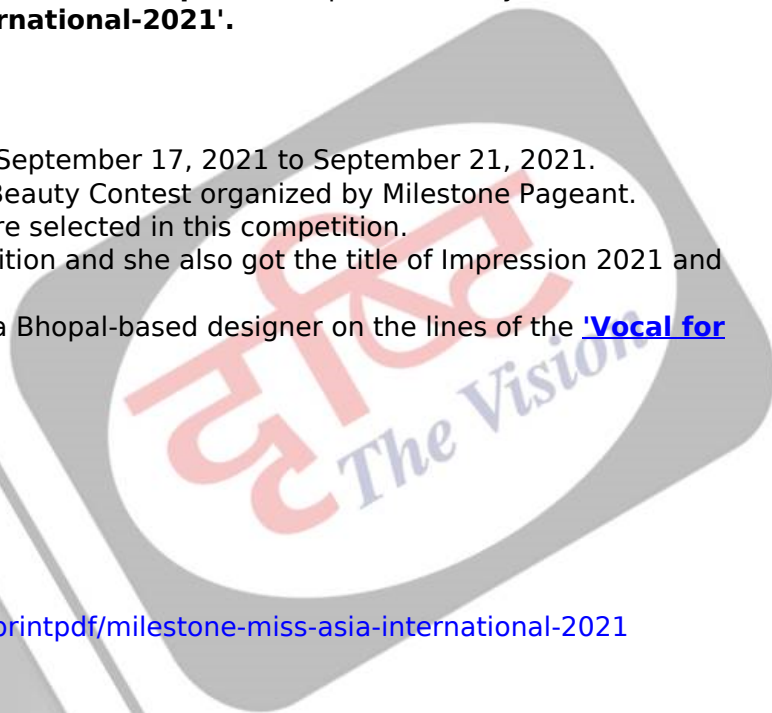 rnational-2021'.
September 17, 2021 to September 21, 2021.
Beauty Contest organized by Milestone Pageant.
re selected in this competition.
ition and she also got the title of Impression 2021 and
a Bhopal-based designer on the lines of the 'Vocal for
दृष्टि
The Vision
printpdf/milestone-miss-asia-international-2021